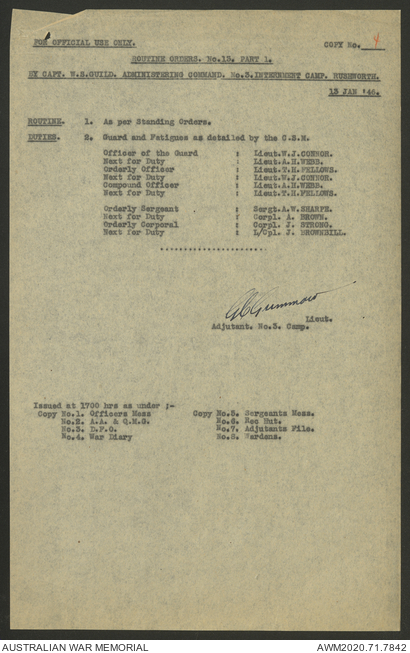 FOR OFFICIAL USE ONLY.
COPY No. 4
ROUTINE ORDERS. No.12. PART 1.
BY CAPT. W.S.GUILD. ADMINISTERING COMMAND. No.3.INTERNMENT CAMP. RUSHWORTH.
13 JAN '46.
ROUTINE. 1. As per Standing Orders.
DUTIES. 2. Guard and Fatigues as detailed by the C.S.M.
Officer of the Guard : Lieut.W.J.CONNOR.
Next for Duty : Lieut.A.H.WEBB.
Orderly Officer : Lieut.T.H.FELLOWS.
Next for Duty : Lieut.W.J.CONNOR.
Compound Officer : Lieut.A.H.WEBB.
Next for Duty : Lieut.T.H.FELLOWS.
Orderly Sergeant : Sergt.A.W.SHARPE.
Next for Duty : Corpl. A. BROWN.
Orderly Corporal : Corpl. J. STRONG.
Next for Duty : L/Cpl. J. BROWNBILL.
GCGummow
Lieut.
Adjutant. No.3. Camp.
Issued at 1700 hrs as under ;-
Copy No.1. Officers Mess Copy No.5. Sergeants Mess.
No.2. A.A. & Q.M.G. No.6. Rec Hut.
No.3. D.F.O. No.7. Adjutants File.
No.4. War Diary No.8. Wardens.
AUSTRALIAN WAR MEMORIAL
AWM2020.71.7842